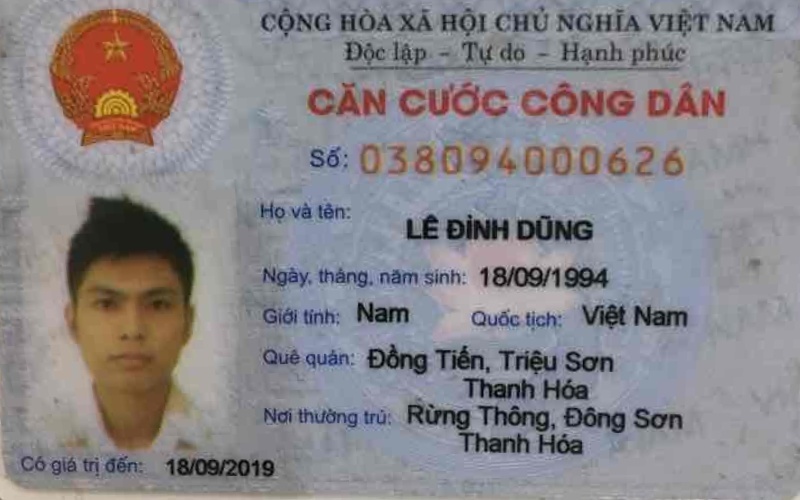 CỘNG HÒA XÃ HỘI CHỦ NGHĨA VIỆT NAM
Độc lập - Tự do - Hạnh phúc
CĂN CƯỚC CÔNG DÂN
Số: 038094000626
Họ và tên:
LÊ ĐÌNH DŨNG
Ngày, tháng, năm sinh: 18/09/1994
Giới tính: Nam Quốc tịch: Việt Nam
Quê quán: Đồng Tiến, Triệu Sơn
Thanh Hóa
Nơi thường trú: Rừng Thông, Đông Sơn
Thanh Hóa
Có giá trị đến: 18/09/2019